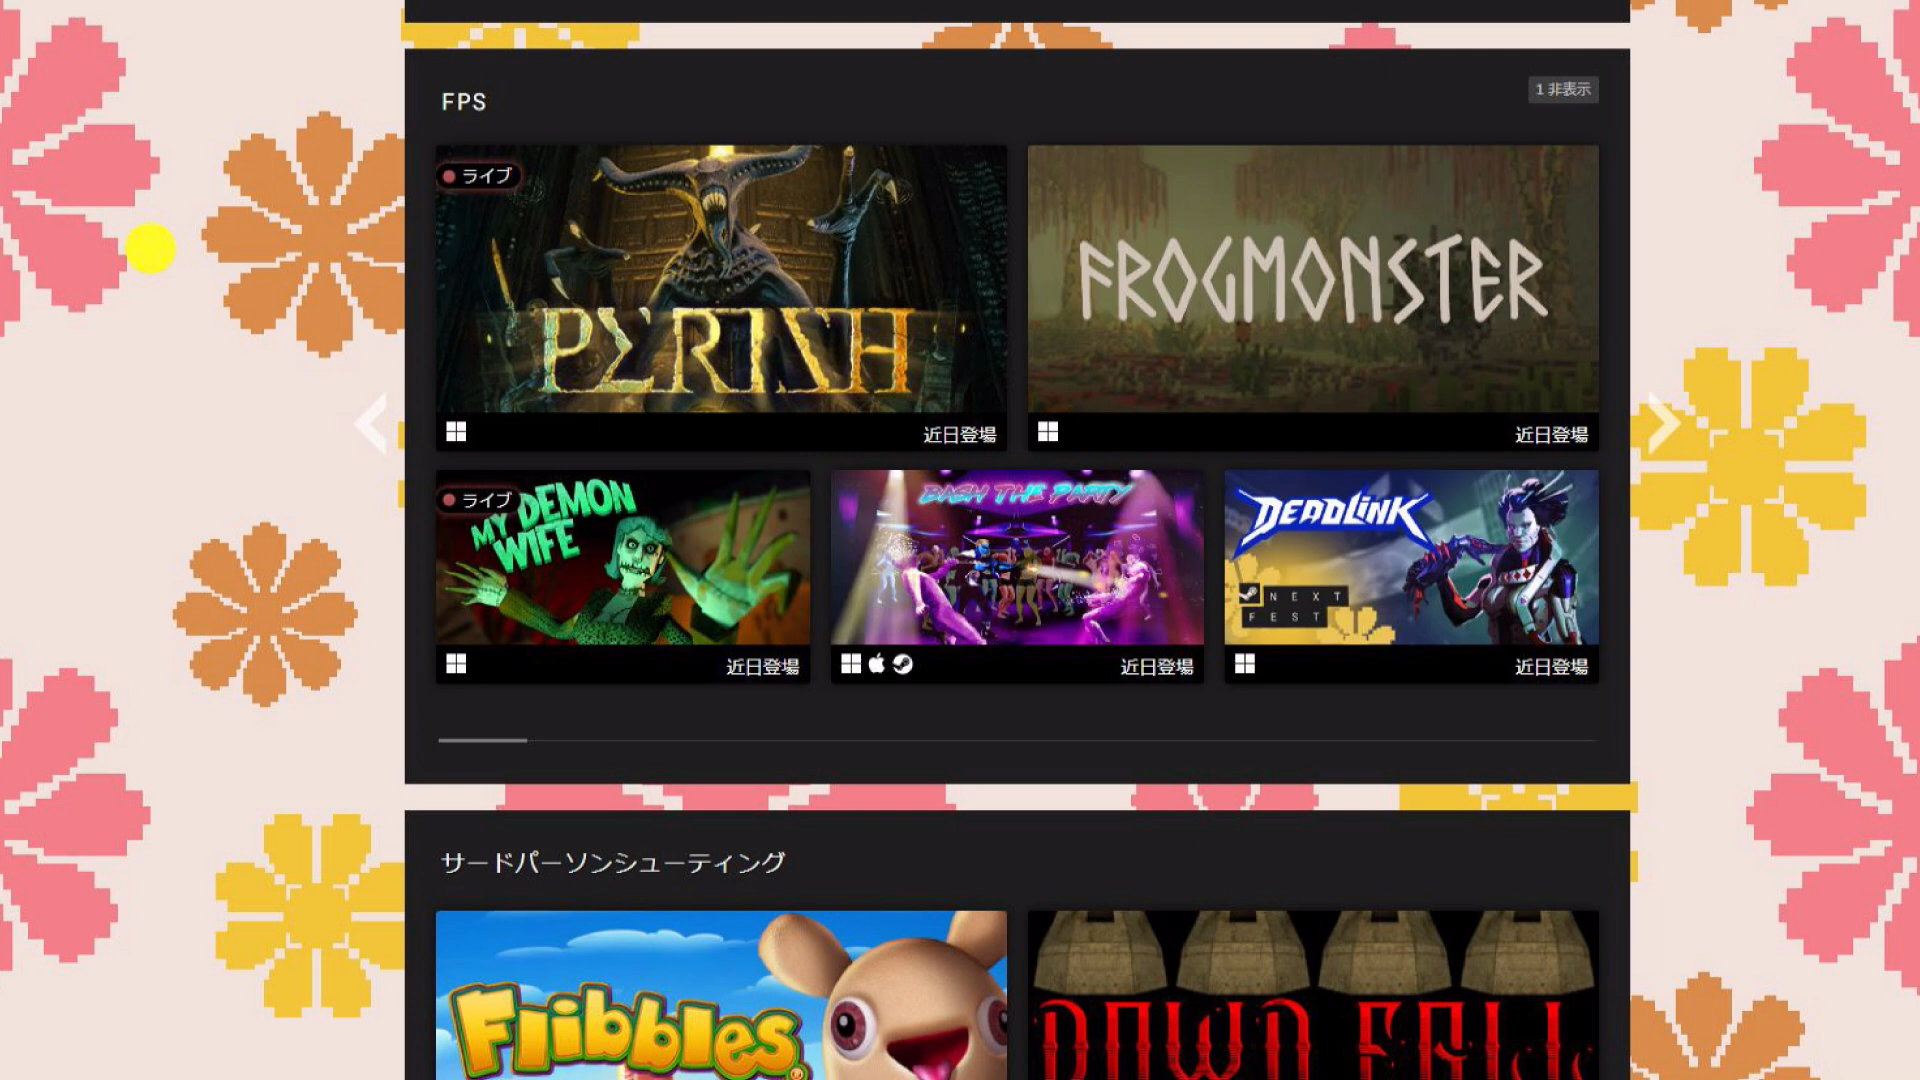 FPS
1 非表示
ライブ
PERISH
FROGMONSTER
近日登場
近日登場
ライブ
MY DEMON
WIFE
BASH THE PARTY
DEADLINK
NEXT
FEST
近日登場
近日登場
近日登場
サードパーソンシューティング
Flibbles
DOWN FALL